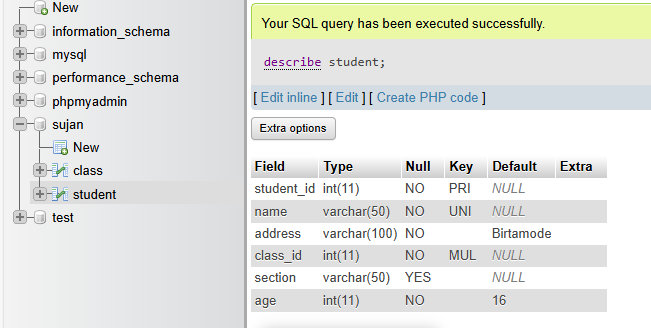 New
information_schema
mysql
performance_schema
phpmyadmin
sujan
New
class
student
test
Your SQL query has been executed successfully.
describe student;
[ Edit inline ] [ Edit ] [ Create PHP code ]
Extra options
Field Type Null Key Default Extra
student_id int(11) NO PRI NULL
name varchar(50) NO UNI NULL
address varchar(100) NO Birtamode
class_id int(11) NO MUL NULL
section varchar(50) YES NULL
age int(11) NO 16